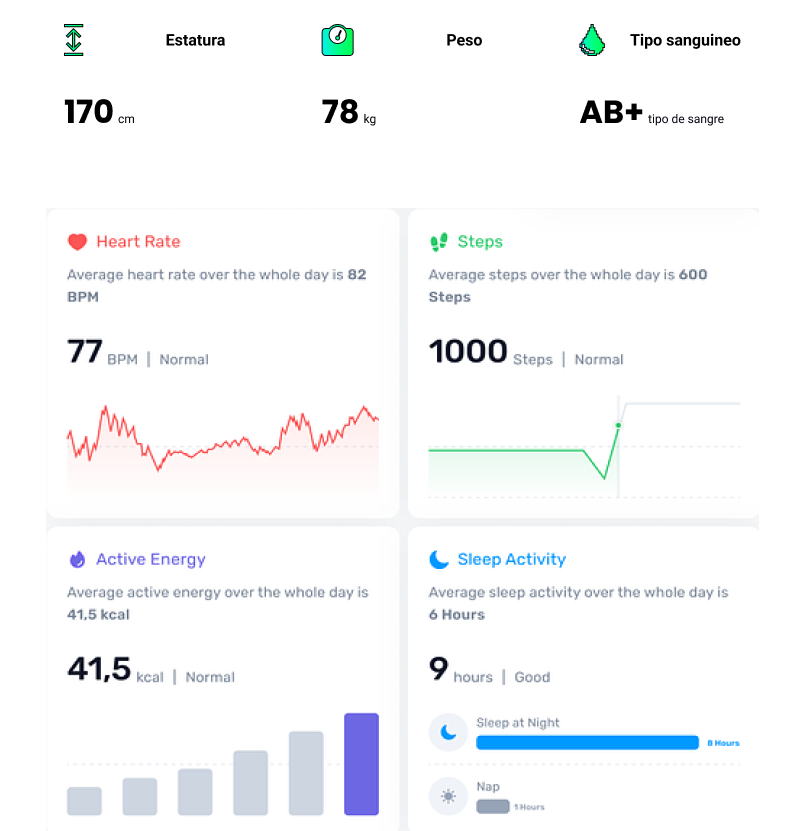 Estatura
Peso
Tipo sanguineo
170 cm
78 kg
AB+ tipo de sangre
Heart Rate
Average heart rate over the whole day is 82
BPM
77 BPM | Normal
Steps
Average steps over the whole day is 600
Steps
1000 Steps | Normal
Active Energy
Average active energy over the whole day is
41,5 kcal
41,5 kcal | Normal
Sleep Activity
Average sleep activity over the whole day is
6 Hours
9 hours | Good
Sleep at Night
8 Hours
Nap
1 Hours